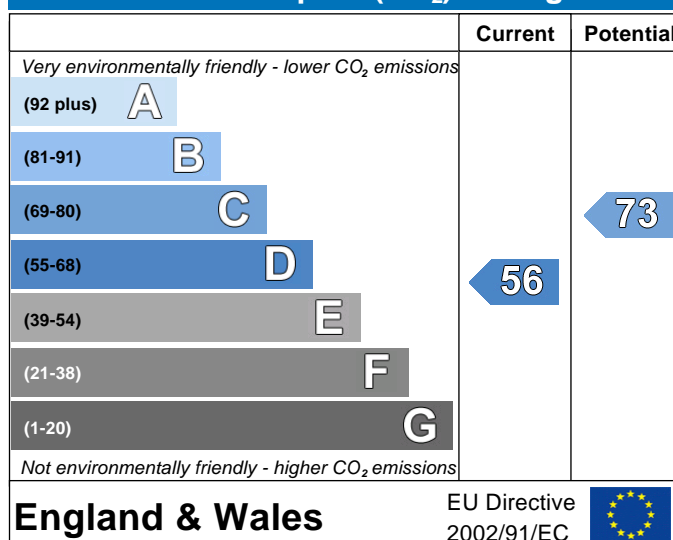 Current Potential
Very environmentally friendly - lower CO₂ emissions
(92 plus) A
(81-91) B
(69-80) C
73
(55-68) D
56
(39-54) E
(21-38) F
(1-20) G
Not environmentally friendly - higher CO₂ emissions
England & Wales
EU Directive
2002/91/EC